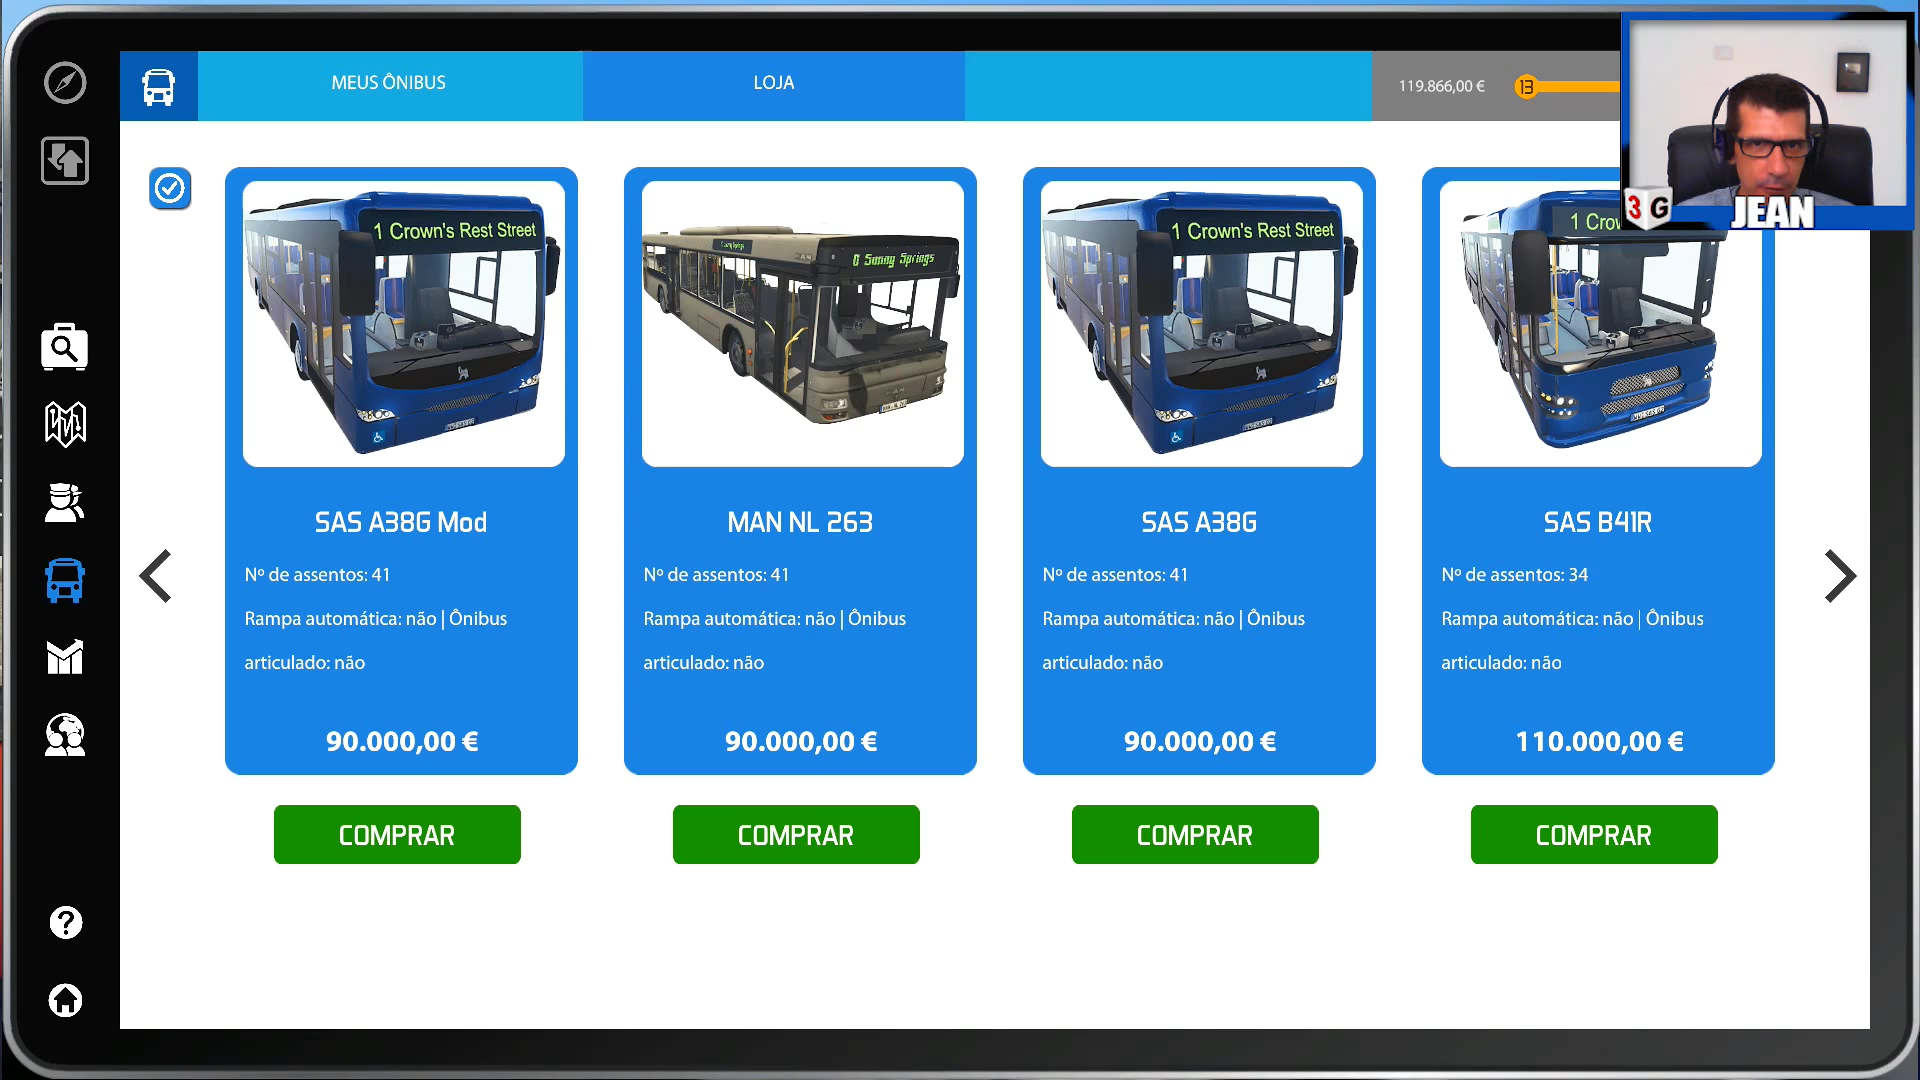 MEUS ÔNIBUS
LOJA
119.866,00 €
13
3 G
JEAN
1 Crown's Rest Street
0 Sunny Springs
1 Crown's Rest Street
1 Crow
SAS A38G Mod
Nº de assentos: 41
Rampa automática: não | Ônibus
articulado: não
90.000,00 €
COMPRAR
MAN NL 263
Nº de assentos: 41
Rampa automática: não | Ônibus
articulado: não
90.000,00 €
COMPRAR
SAS A38G
Nº de assentos: 41
Rampa automática: não | Ônibus
articulado: não
90.000,00 €
COMPRAR
SAS B41R
Nº de assentos: 34
Rampa automática: não | Ônibus
articulado: não
110.000,00 €
COMPRAR